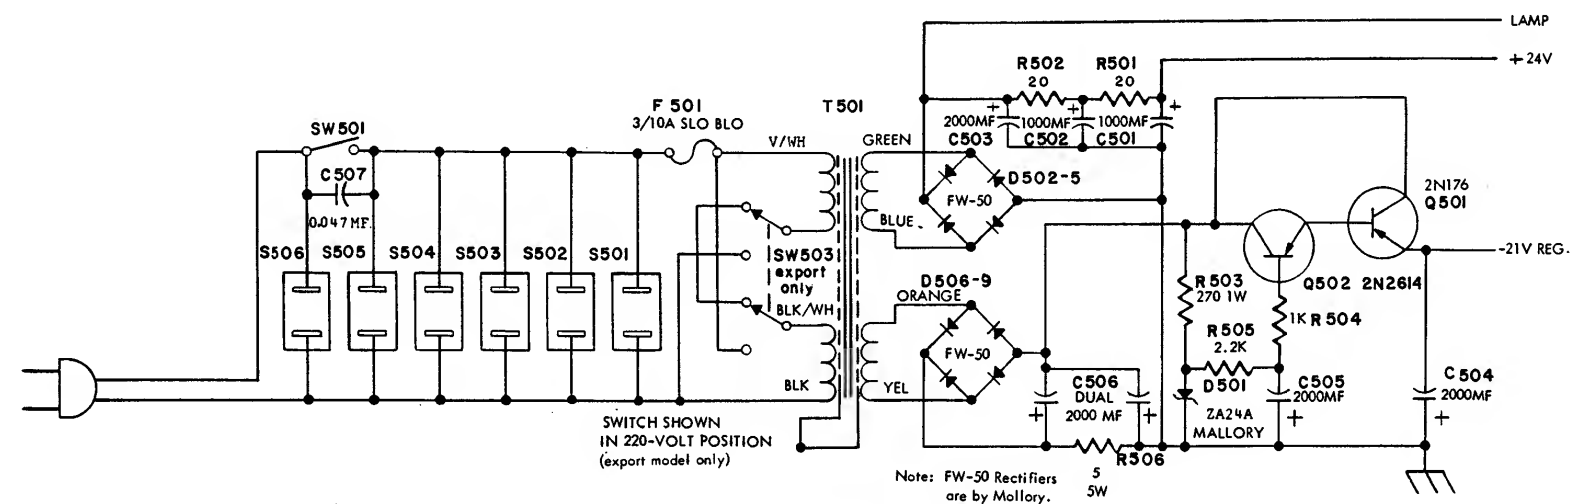 LAMP
+24V
R502
20
R501
20
F 501
3/10A SLO BLO
T501
SW501
V/WH
GREEN
2000MF
1000MF
1000MF
C503
C502
C501
C507
0.047 MF.
D502-5
FW-50
BLUE
2N176
Q501
S506
S505
S504
S503
S502
S501
SW503
export
only
-21V REG.
D506-9
ORANGE
R503
270 1W
Q502 2N2614
BLK/WH
1K R504
R505
2.2K
FW-50
BLK
YEL
C506
DUAL
2000 MF
D501
ZA24A
MALLORY
C505
2000MF
C504
2000MF
SWITCH SHOWN
IN 220-VOLT POSITION
(export model only)
R506
5
5W
Note: FW-50 Rectifiers
are by Mollory.